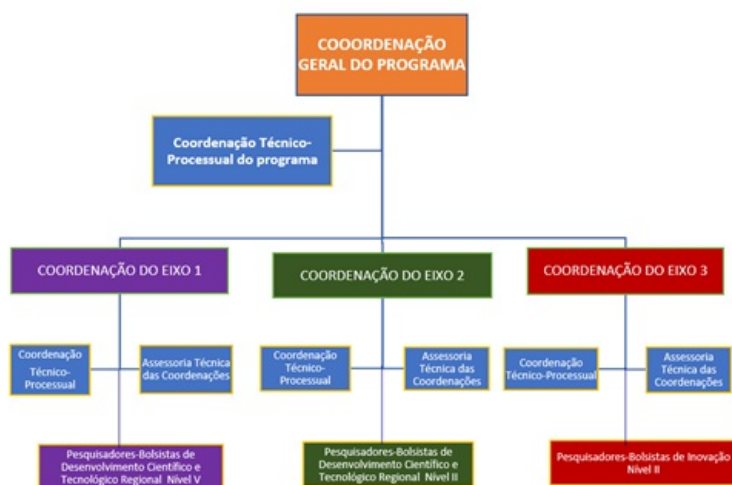 COOORDENAÇÃO
GERAL DO PROGRAMA
Coordenação Técnico-
Processual do programa
COORDENAÇÃO DO EIXO 1
COORDENAÇÃO DO EIXO 2
COORDENAÇÃO DO EIXO 3
Coordenação
Técnico-
Processual
Assessoria Técnica
das Coordenações
Coordenação
Técnico-
Processual
Assessoria
Técnica das
Coordenações
Coordenação
Técnico-Processual
Assessoria
Técnica das
Coordenações
Pesquisadores-Bolsistas de
Desenvolvimento Científico e
Tecnológico Regional Nível V
Pesquisadores-Bolsistas de
Desenvolvimento Científico e
Tecnológico Regional Nível II
Pesquisadores-Bolsistas de Inovação
Nível II